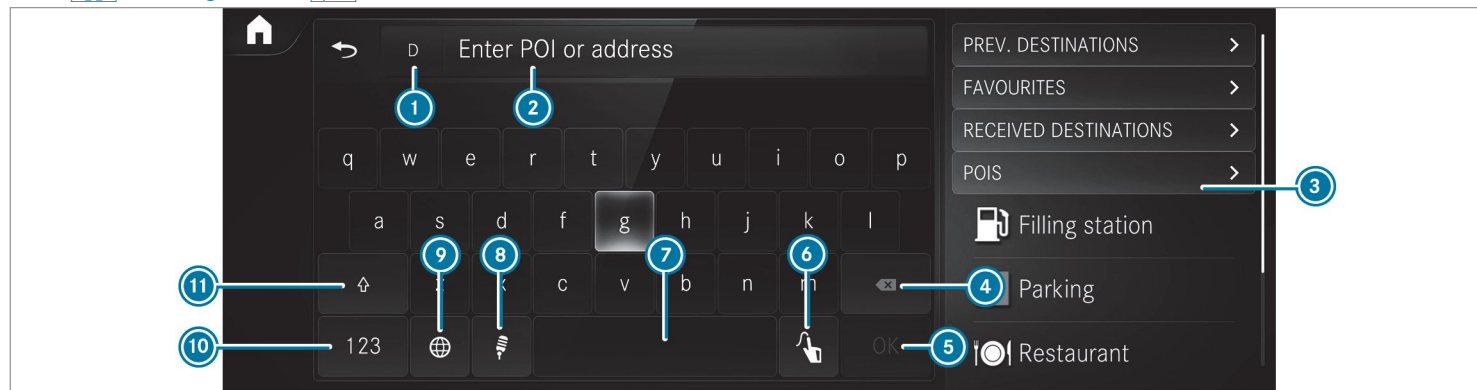 D Enter POI or address
1
2
q w e r t y u i o p
a s d f g h j k l
9
8
7
6
11
c v b n m
4
10
123
OK
5
PREV. DESTINATIONS
FAVOURITES
RECEIVED DESTINATIONS
POIS
3
Filling station
Parking
Restaurant